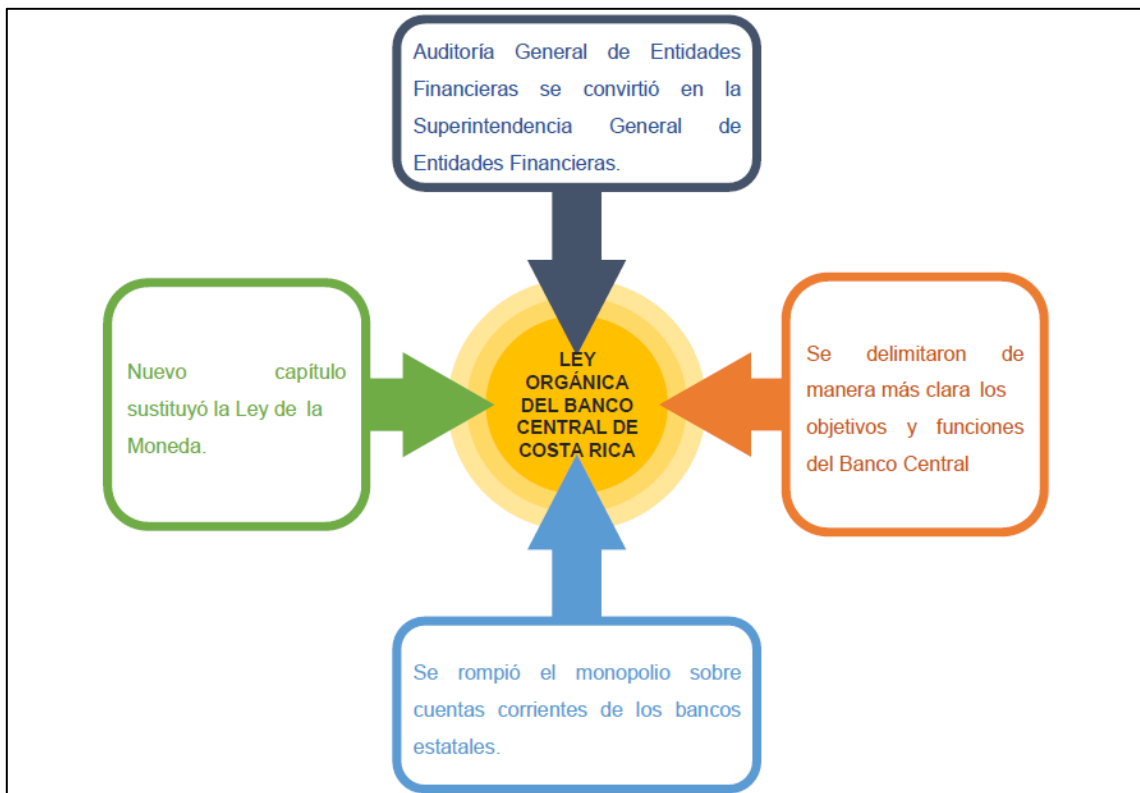 Auditoría General de Entidades
Financieras se convirtió en la
Superintendencia General de
Entidades Financieras.
Nuevo capítulo
sustituyó la Ley de la
Moneda.
LEY
ORGÁNICA
DEL BANCO
CENTRAL DE
COSTA RICA
Se delimitaron de
manera más clara los
objetivos y funciones
del Banco Central
Se rompió el monopolio sobre
cuentas corrientes de los bancos
estatales.